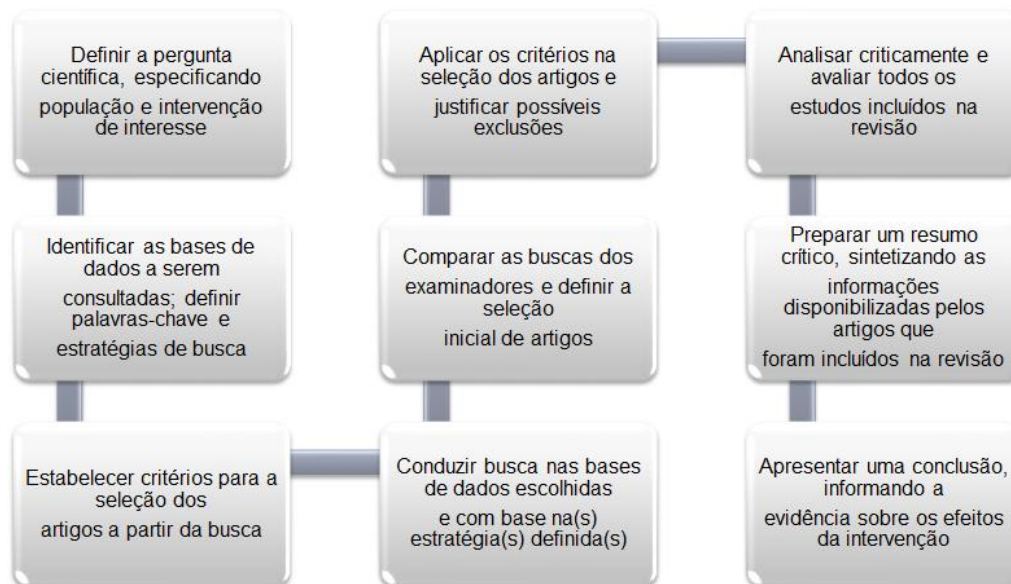 Definir a pergunta
científica, especificando
população e intervenção
de interesse
Identificar as bases de
dados a serem
consultadas; definir
palavras-chave e
estratégias de busca
Estabelecer critérios para a
seleção dos
artigos a partir da busca
Conduzir busca nas bases
de dados escolhidas
e com base na(s)
estratégia(s) definida(s)
Comparar as buscas dos
examinadores e definir a
seleção
inicial de artigos
Aplicar os critérios na
seleção dos artigos e
justificar possíveis
exclusões
Analisar criticamente e
avaliar todos os
estudos incluídos na
revisão
Preparar um resumo
crítico, sintetizando as
informações
disponibilizadas pelos
artigos que
foram incluídos na revisão
Apresentar uma conclusão,
informando a
evidência sobre os efeitos
da intervenção